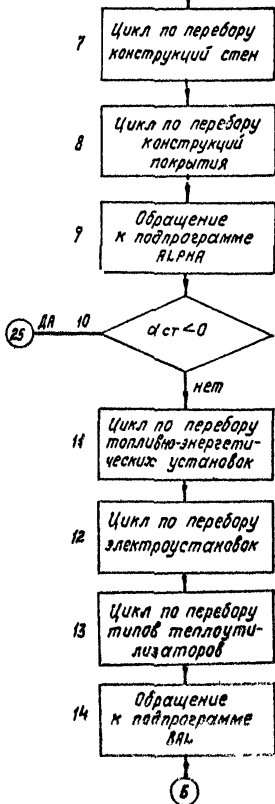 7
Цикл по перебору
конструкций стен
8
Цикл по перебору
конструкций
покрытия
9
Обращение
к подпрограмме
ALPHA
25
ДА
10
αст<0
нет
11
Цикл по перебору
топливно-энергети-
ческих установок
12
Цикл по перебору
электроустановок
13
Цикл по перебору
типов теплоути-
лизаторов
14
Обращение
к подпрограмме
BAL
Б